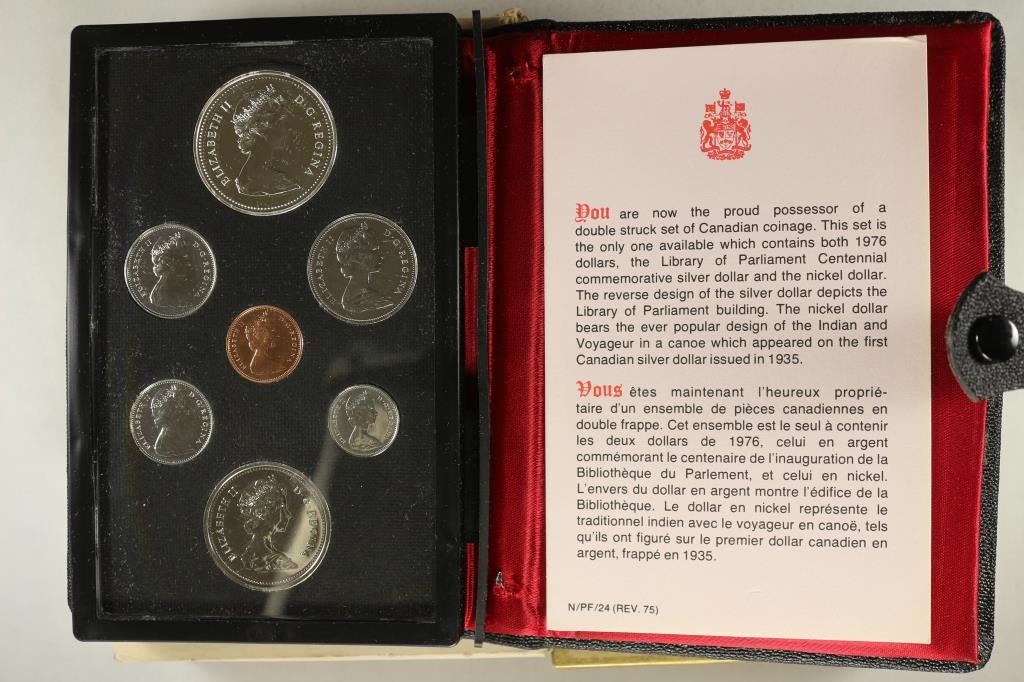 ELIZABETH II D·G·REGINA
ELIZABETH II D·G·REGINA
ELIZABETH II D·G·REGINA
ELIZABETH II D·G·REGINA
ELIZABETH II D·G·REGINA
ELIZABETH II D·G·REGINA
ELIZABETH II D·G·REGINA
You are now the proud possessor of a
double struck set of Canadian coinage. This set is
the only one available which contains both 1976
dollars, the Library of Parliament Centennial
commemorative silver dollar and the nickel dollar.
The reverse design of the silver dollar depicts the
Library of Parliament building. The nickel dollar
bears the ever popular design of the Indian and
Voyageur in a canoe which appeared on the first
Canadian silver dollar issued in 1935.
Vous êtes maintenant l'heureux proprié-
taire d'un ensemble de pièces canadiennes en
double frappe. Cet ensemble est le seul à contenir
les deux dollars de 1976, celui en argent
commémorant le centenaire de l'inauguration de la
Bibliothèque du Parlement, et celui en nickel.
L'envers du dollar en argent montre l'édifice de la
Bibliothèque. Le dollar en nickel représente le
traditionnel indien avec le voyageur en canoë, tels
qu'ils ont figuré sur le premier dollar canadien en
argent, frappé en 1935.
N/PF/24 (REV. 75)